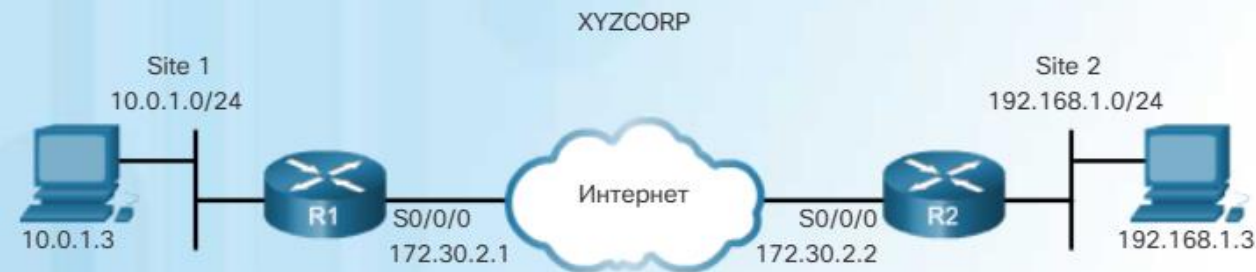 XYZCORP
Site 1
10.0.1.0/24
Site 2
192.168.1.0/24
Интернет
R1
R2
S0/0/0
172.30.2.1
S0/0/0
172.30.2.2
10.0.1.3
192.168.1.3